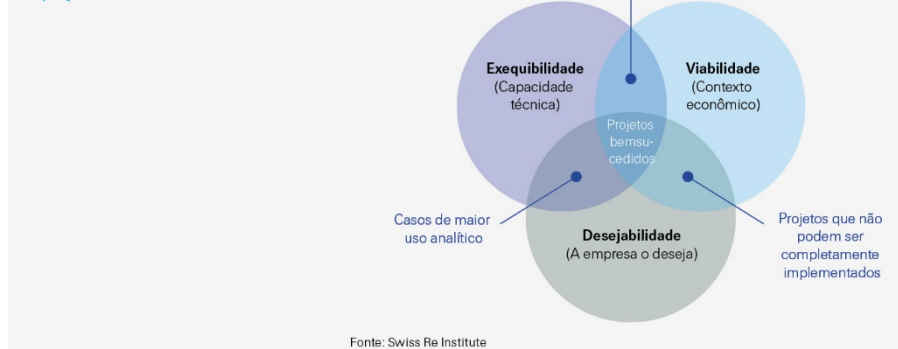 Exequibilidade
(Capacidade
técnica)
Viabilidade
(Contexto
econômico)
Projetos
bemsu-
cedidos
Casos de maior
uso analítico
Desejabilidade
(A empresa o deseja)
Projetos que não
podem ser
completamente
implementados
Fonte: Swiss Re Institute